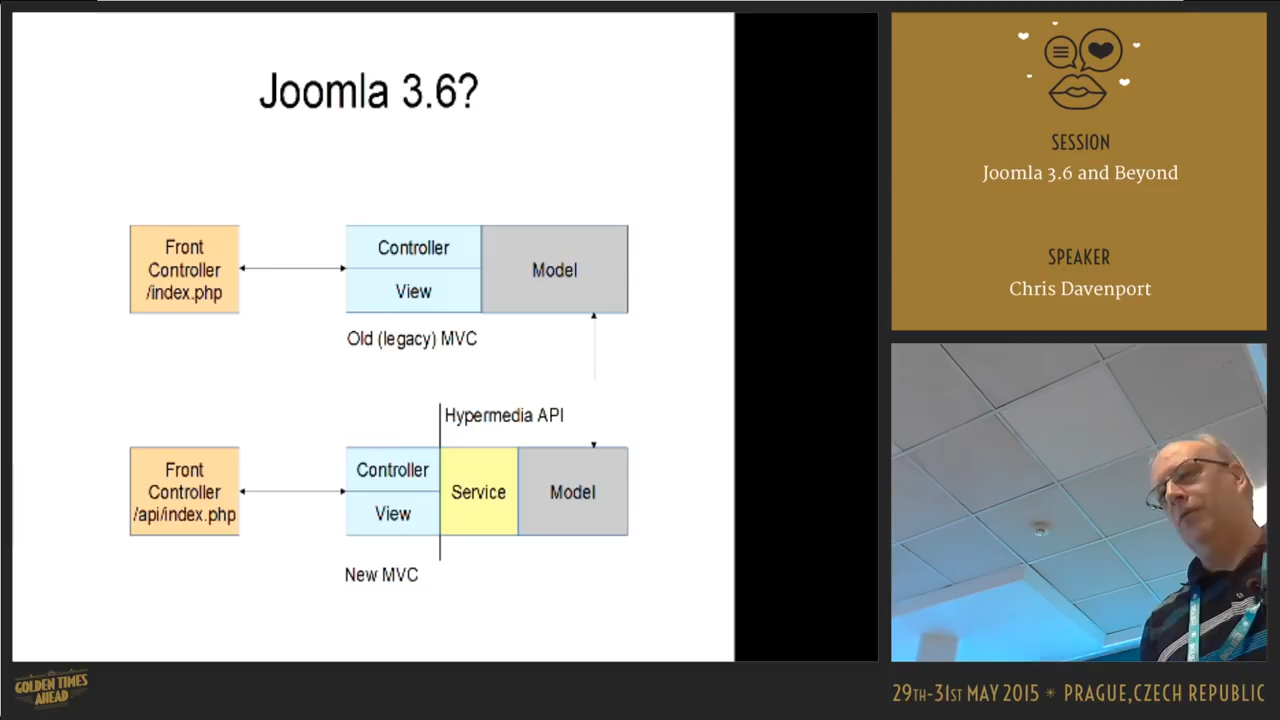 Joomla 3.6?
Front
Controller
/index.php
Controller
View
Model
Old (legacy) MVC
Hypermedia API
Front
Controller
/api/index.php
Controller
View
Service
Model
New MVC
SESSION
Joomla 3.6 and Beyond
SPEAKER
Chris Davenport
GOLDEN TIMES
AHEAD
29TH-31ST MAY 2015 * PRAGUE, CZECH REPUBLIC